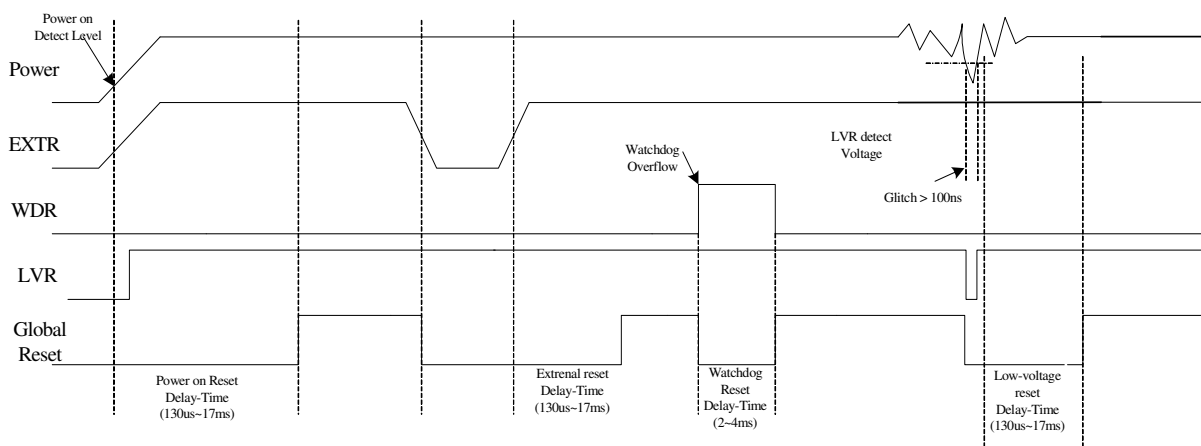 Power on
Detect Level
Power
EXTR
LVR detect
Voltage
Watchdog
Overflow
Glitch > 100ns
WDR
LVR
Global
Reset
Power on Reset
Delay-Time
(130us~17ms)
Extrenal reset
Delay-Time
(130us~17ms)
Watchdog
Reset
Delay-Time
(2~4ms)
Low-voltage
reset
Delay-Time
(130us~17ms)